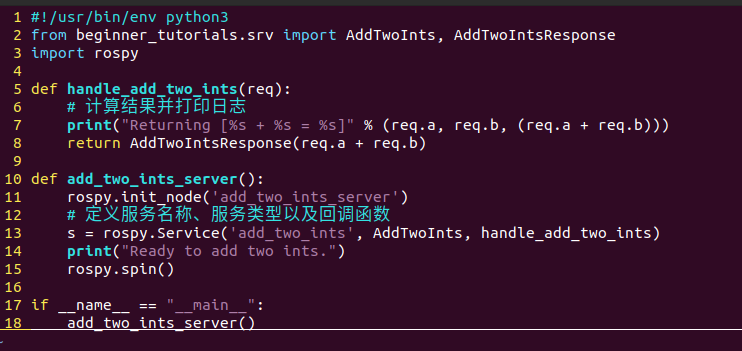 1 #!/usr/bin/env python3
2 from beginner_tutorials.srv import AddTwoInts, AddTwoIntsResponse
3 import rospy
4
5 def handle_add_two_ints(req):
6     # 计算结果并打印日志
7     print("Returning [%s + %s = %s]" % (req.a, req.b, (req.a + req.b)))
8     return AddTwoIntsResponse(req.a + req.b)
9
10 def add_two_ints_server():
11     rospy.init_node('add_two_ints_server')
12     # 定义服务名称、服务类型以及回调函数
13     s = rospy.Service('add_two_ints', AddTwoInts, handle_add_two_ints)
14     print("Ready to add two ints.")
15     rospy.spin()
16
17 if __name__ == "__main__":
18     add_two_ints_server()